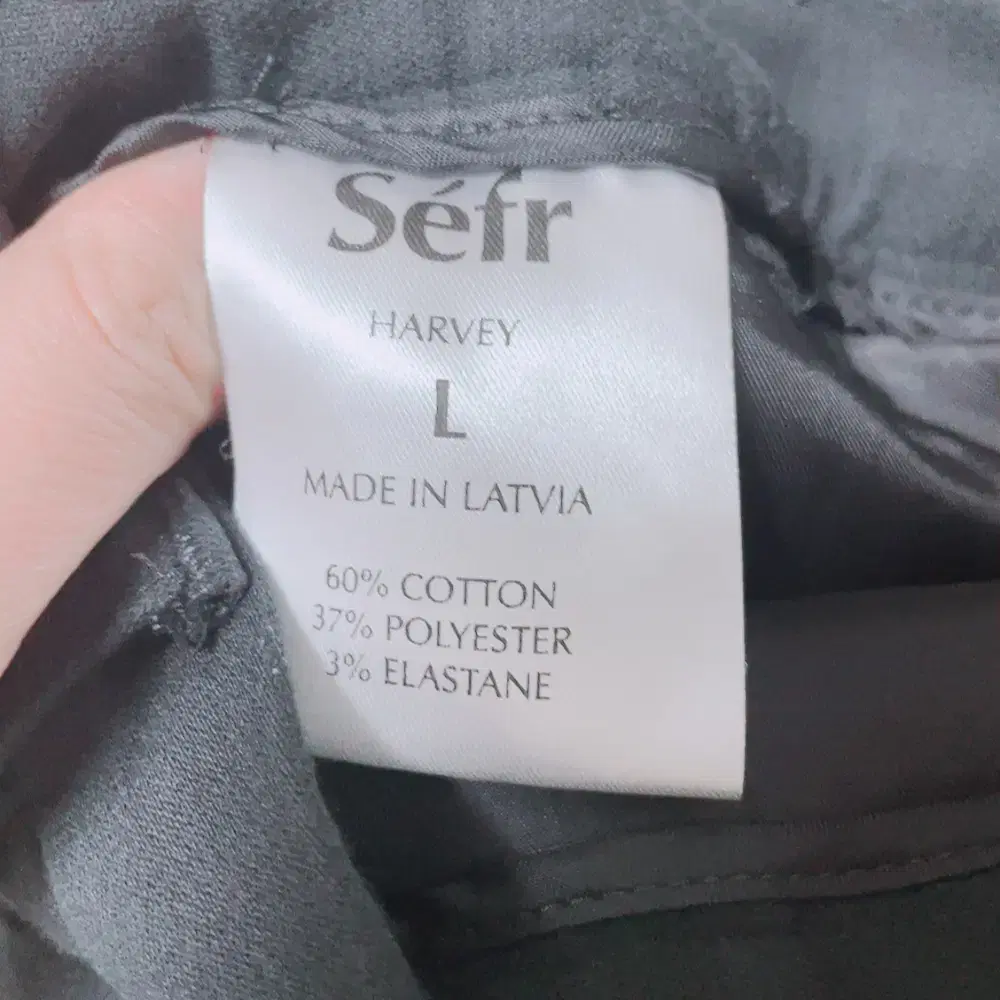 Séfr
HARVEY
L
MADE IN LATVIA
60% COTTON
37% POLYESTER
3% ELASTANE